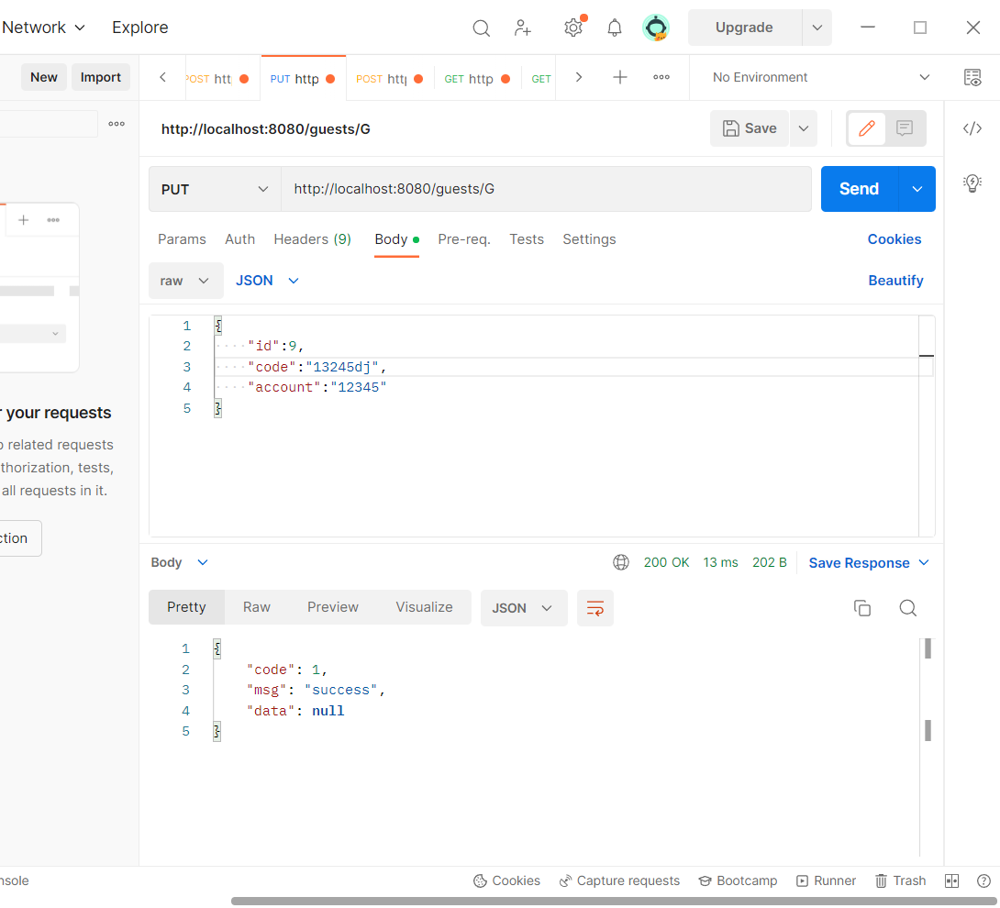 Network Explore Upgrade
New Import POST PUT http POST GET http GET No Environment
http://localhost:8080/guests/G Save
PUT http://localhost:8080/guests/G Send
Params Auth Headers (9) Body Pre-req. Tests Settings Cookies
raw JSON Beautify
1 {
2 "id":9,
3 "code":"13245dj",
4 "account":"12345"
5 }
your requests
related requests
thorization, tests,
all requests in it.
ction
Body 200 OK 13 ms 202 B Save Response
Pretty Raw Preview Visualize JSON
1 {
2 "code": 1,
3 "msg": "success",
4 "data": null
5 }
nsole Cookies Capture requests Bootcamp Runner Trash